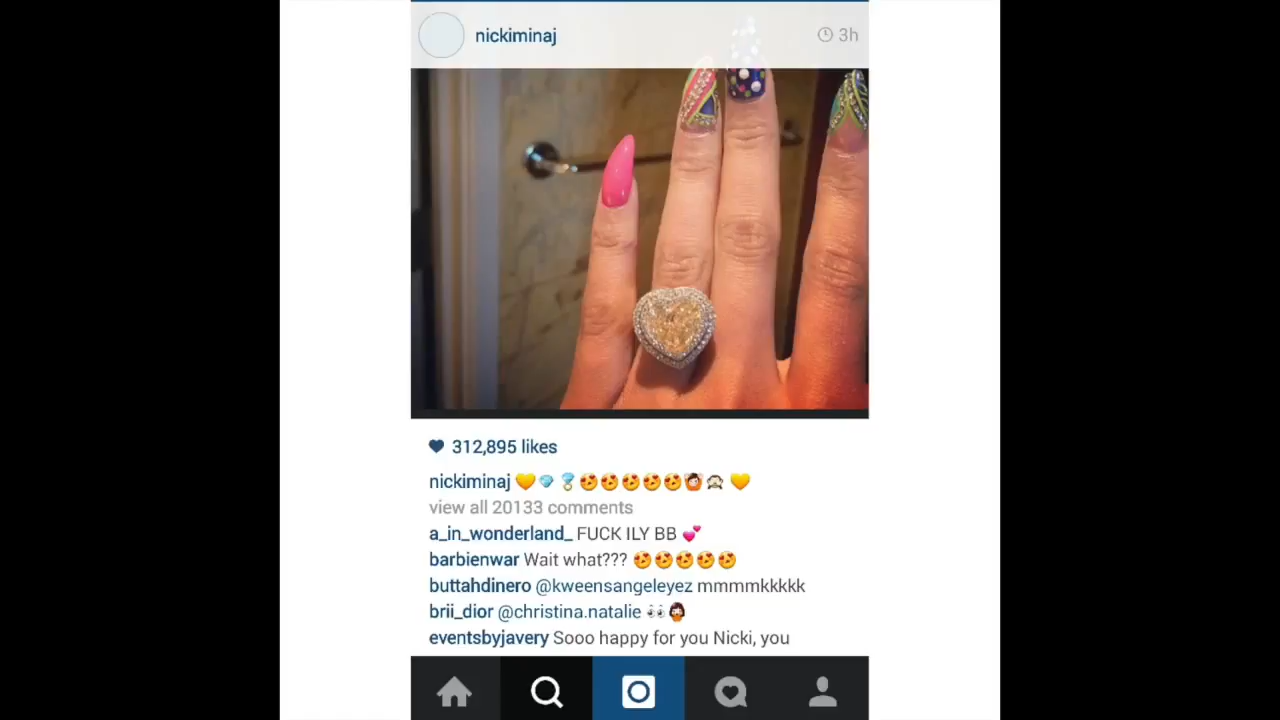 nickiminaj 3h
312,895 likes
nickiminaj 💛💎💍😍😍😍😍😍🙆🙈💛
view all 20133 comments
a_in_wonderland_ FUCK ILY BB 💕
barbienwar Wait what??? 😍😍😍😍😍
buttahdinero @kweensangeleyez mmmmkkkkk
brii_dior @christina.natalie 👀🙅
eventsbyjavery Sooo happy for you Nicki, you